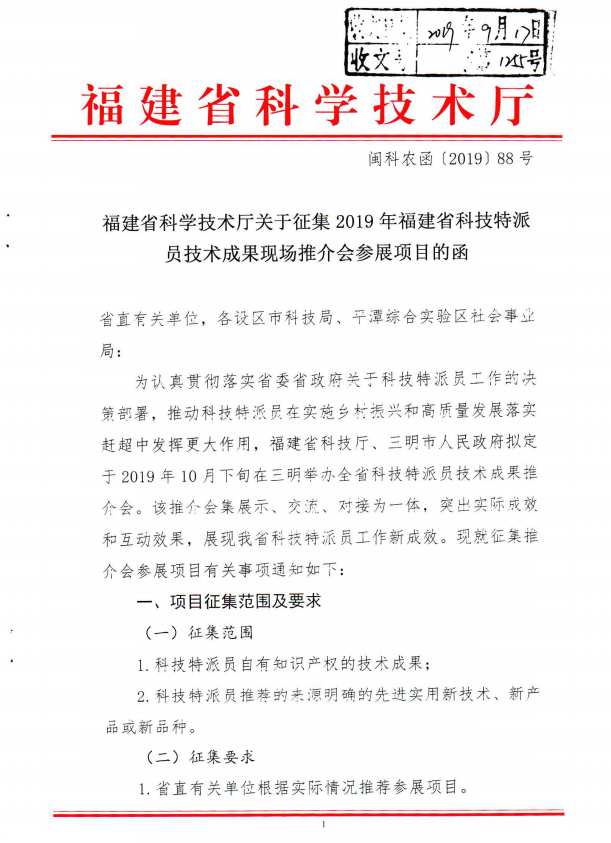 2019年9月17日
收文号 1255号
福建省科学技术厅
闽科农函〔2019〕88号
福建省科学技术厅关于征集2019年福建省科技特派
员技术成果现场推介会参展项目的函
省直有关单位，各设区市科技局、平潭综合实验区社会事业
局：
为认真贯彻落实省委省政府关于科技特派员工作的决
策部署，推动科技特派员在实施乡村振兴和高质量发展落实
赶超中发挥更大作用，福建省科技厅、三明市人民政府拟定
于2019年10月下旬在三明举办全省科技特派员技术成果推
介会。该推介会集展示、交流、对接为一体，突出实际成效
和互动效果，展现我省科技特派员工作新成效。现就征集推
介会参展项目有关事项通知如下：
一、项目征集范围及要求
（一）征集范围
1.科技特派员自有知识产权的技术成果；
2.科技特派员推荐的来源明确的先进实用新技术、新产
品或新品种。
（二）征集要求
1.省直有关单位根据实际情况推荐参展项目。
1